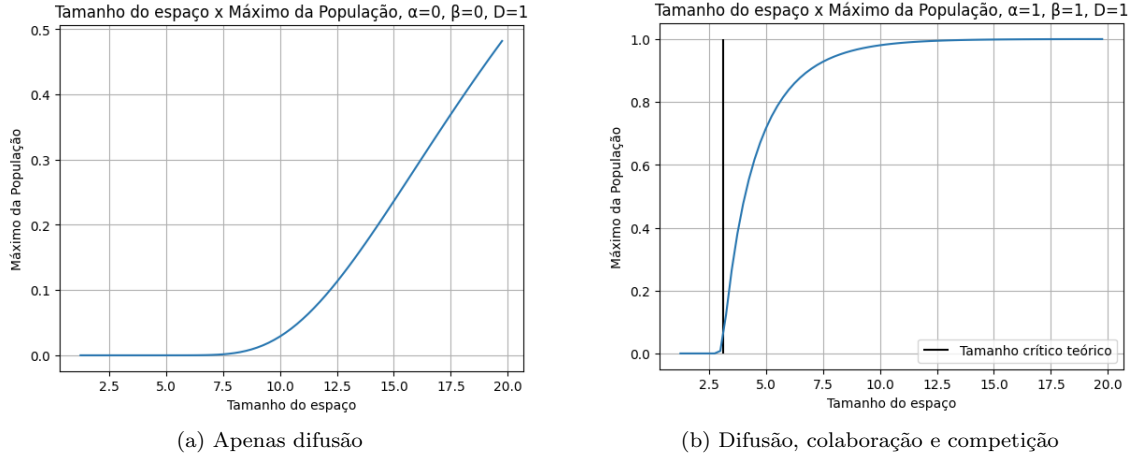 Tamanho do espaço x Máximo da População, α=0, β=0, D=1
Máximo da População
0.5
0.4
0.3
0.2
0.1
0.0
2.5 5.0 7.5 10.0 12.5 15.0 17.5 20.0
Tamanho do espaço
(a) Apenas difusão
Tamanho do espaço x Máximo da População, α=1, β=1, D=1
Máximo da População
1.0
0.8
0.6
0.4
0.2
0.0
Tamanho crítico teórico
2.5 5.0 7.5 10.0 12.5 15.0 17.5 20.0
Tamanho do espaço
(b) Difusão, colaboração e competição